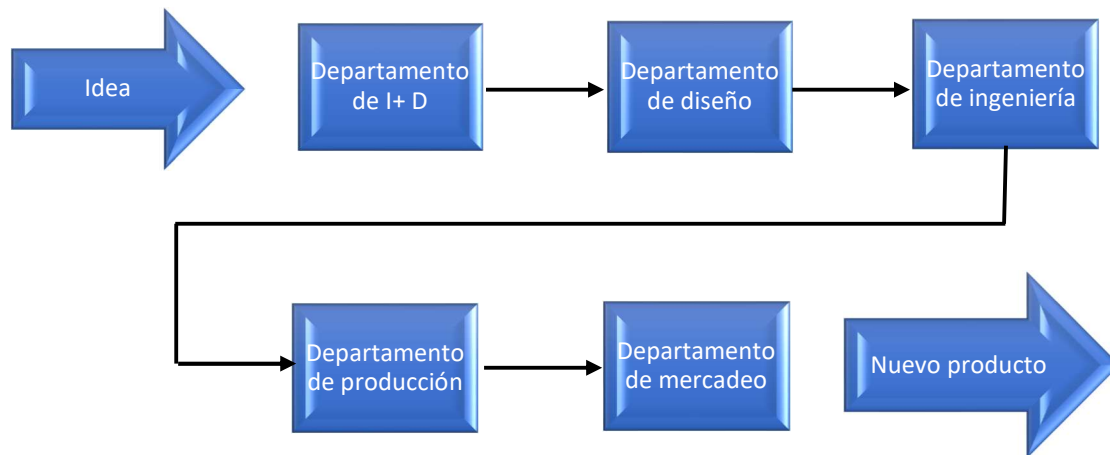 Idea
Departamento
de I+ D
Departamento
de diseño
Departamento
de ingeniería
Departamento
de producción
Departamento
de mercadeo
Nuevo producto